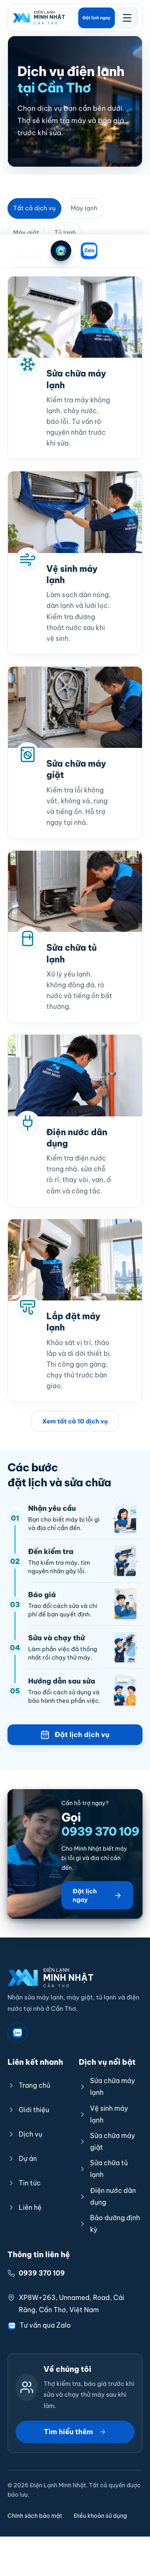 ĐIỆN LẠNH
MINH NHẬT
CẦN THƠ
Đặt lịch ngay
Dịch vụ điện lạnh
tại Cần Thơ
Chọn dịch vụ bạn cần bên dưới.
Thợ sẽ kiểm tra máy và báo giá
trước khi sửa.
Tất cả dịch vụ
Máy lạnh
Máy giặt
Tủ lạnh
Zalo
Sửa chữa máy
lạnh
Kiểm tra máy không
lạnh, chảy nước,
báo lỗi. Tư vấn rõ
nguyên nhân trước
khi sửa.
Vệ sinh máy
lạnh
Làm sạch dàn nóng,
dàn lạnh và lưới lọc.
Kiểm tra đường
thoát nước sau khi
vệ sinh.
Sửa chữa máy
giặt
Kiểm tra lỗi không
vắt, không xả, rung
và tiếng ồn. Hỗ trợ
ngay tại nhà.
Sửa chữa tủ
lạnh
Xử lý yếu lạnh,
không đông đá, rò
nước và tiếng ồn bất
thường.
Điện nước dân
dụng
Kiểm tra điện nước
trong nhà, sửa chỗ
rò rỉ, thay vòi, van, ổ
cắm và công tắc.
Lắp đặt máy
lạnh
Khảo sát vị trí, tháo
lắp và di dời thiết bị.
Thi công gọn gàng,
chạy thử trước bàn
giao.
Xem tất cả 10 dịch vụ
Các bước
đặt lịch và sửa chữa
01
Nhận yêu cầu
Bạn cho biết máy bị lỗi gì
và địa chỉ cần đến.
02
Đến kiểm tra
Thợ kiểm tra máy, tìm
nguyên nhân gây lỗi.
03
Báo giá
Trao đổi cách sửa và chi
phí để bạn quyết định.
04
Sửa và chạy thử
Làm phần việc đã thống
nhất rồi chạy thử máy.
05
Hướng dẫn sau sửa
Trao đổi cách sử dụng và
bảo hành theo phần việc.
Đặt lịch dịch vụ
Cần hỗ trợ ngay?
Gọi
0939 370 109
Cho Minh Nhật biết máy
bị lỗi gì và địa chỉ cần
đến.
Đặt lịch
ngay
ĐIỆN LẠNH
MINH NHẬT
CẦN THƠ
Nhận sửa máy lạnh, máy giặt, tủ lạnh và điện
nước tại nhà ở Cần Thơ.
Zalo
Liên kết nhanh
Trang chủ
Giới thiệu
Dịch vụ
Dự án
Tin tức
Liên hệ
Dịch vụ nổi bật
Sửa chữa máy
lạnh
Vệ sinh máy
lạnh
Sửa chữa máy
giặt
Sửa chữa tủ
lạnh
Điện nước dân
dụng
Bảo dưỡng định
kỳ
Thông tin liên hệ
0939 370 109
XP8W+263, Unnamed, Road, Cái
Răng, Cần Thơ, Việt Nam
Tư vấn qua Zalo
Về chúng tôi
Thợ kiểm tra, báo giá trước khi
sửa và chạy thử máy sau khi
làm.
Tìm hiểu thêm
© 2026 Điện Lạnh Minh Nhật. Tất cả quyền được
bảo lưu.
Chính sách bảo mật
Điều khoản sử dụng